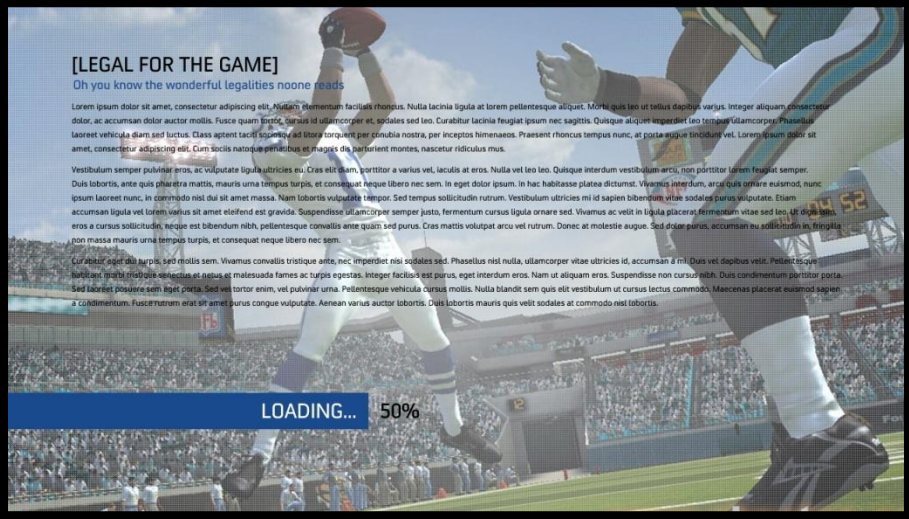 [LEGAL FOR THE GAME]
Oh you know the wonderful legalities noone reads
Lorem ipsum dolor sit amet, consectetur adipiscing elit. Nullam elementum facilisis rhoncus. Nulla lacinia ligula at lorem pellentesque aliquet. Morbi quis leo ut tellus dapibus varius. Integer aliquam consectetur
dolor, ac accumsan dolor auctor mollis. Fusce quam tortor, cursus id ullamcorper et, sodales sed leo. Curabitur lacinia feugiat ipsum nec sagittis. Quisque aliquet imperdiet leo tempus ullamcorper. Phasellus
laoreet vehicula diam sed luctus. Class aptent taciti sociosqu ad litora torquent per conubia nostra, per inceptos himenaeos. Praesent rhoncus tempus nunc, at porta augue tincidunt vel. Lorem ipsum dolor sit
amet, consectetur adipiscing elit. Cum sociis natoque penatibus et magnis dis parturient montes, nascetur ridiculus mus.
Vestibulum semper pulvinar eros, ac vulputate ligula ultricies eu. Cras elit diam, porttitor a varius vel, iaculis at eros. Nulla vel leo leo. Quisque interdum vestibulum arcu, non porttitor lorem feugiat semper.
Duis lobortis, ante quis pharetra mattis, mauris urna tempus turpis, et consequat neque libero nec sem. In eget dolor ipsum. In hac habitasse platea dictumst. Vivamus interdum, arcu quis ornare euismod, nunc
ipsum laoreet nunc, in commodo nisl dui sit amet massa. Nam lobortis vulputate tempor. Sed tempus sollicitudin rutrum. Vestibulum ultricies mi id sapien bibendum vitae sodales purus vulputate. Etiam
accumsan ligula vel lorem varius sit amet eleifend est gravida. Suspendisse ullamcorper semper justo, fermentum cursus ligula ornare sed. Vivamus ac velit in ligula placerat fermentum vitae sed leo. Ut dignissim,
eros a cursus sollicitudin, neque est bibendum nibh, pellentesque convallis ante quam sed purus. Cras mattis volutpat arcu vel rutrum. Donec at molestie augue. Sed dolor purus, accumsan eu sollicitudin in, fringilla
non massa mauris urna tempus turpis, et consequat neque libero nec sem.
Curabitur eget dui turpis, sed mollis sem. Vivamus convallis tristique ante, nec imperdiet nisi sodales sed. Phasellus nisl nulla, ullamcorper vitae ultricies id, accumsan a mi. Duis vel dapibus velit. Pellentesque
habitant morbi tristique senectus et netus et malesuada fames ac turpis egestas. Integer facilisis est purus, eget interdum eros. Nam ut aliquam eros. Suspendisse non cursus nibh. Duis condimentum porttitor porta.
Sed laoreet posuere sem eget porta. Sed vel tortor enim, vel pulvinar urna. Pellentesque vehicula cursus mollis. Nulla blandit sem quis elit vestibulum ut cursus lectus commodo. Maecenas placerat euismod sapien
a condimentum. Fusce rutrum erat sit amet purus congue vulputate. Aenean varius auctor lobortis. Duis lobortis mauris quis velit sodales at commodo nisl lobortis.
LOADING... 50%
12